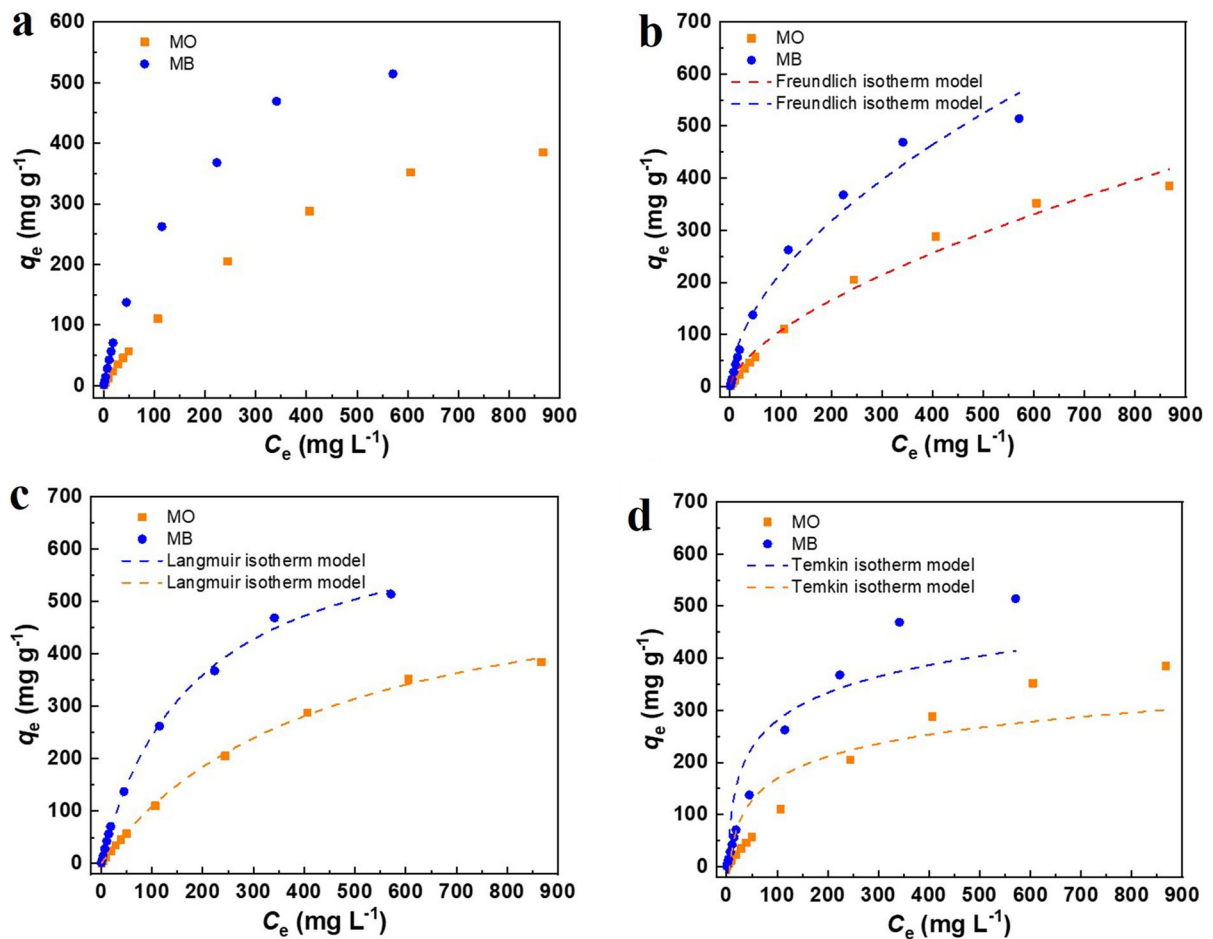 a
600
500
400
300
200
100
0
qe (mg g-1)
MO
MB
0 100 200 300 400 500 600 700 800 900
Ce (mg L-1)
b
700
600
500
400
300
200
100
0
qe (mg g-1)
MO
MB
Freundlich isotherm model
Freundlich isotherm model
0 100 200 300 400 500 600 700 800 900
Ce (mg L-1)
c
700
600
500
400
300
200
100
0
qe (mg g-1)
MO
MB
Langmuir isotherm model
Langmuir isotherm model
0 100 200 300 400 500 600 700 800 900
Ce (mg L-1)
d
700
600
500
400
300
200
100
0
qe (mg g-1)
MO
MB
Temkin isotherm model
Temkin isotherm model
0 100 200 300 400 500 600 700 800 900
Ce (mg L-1)